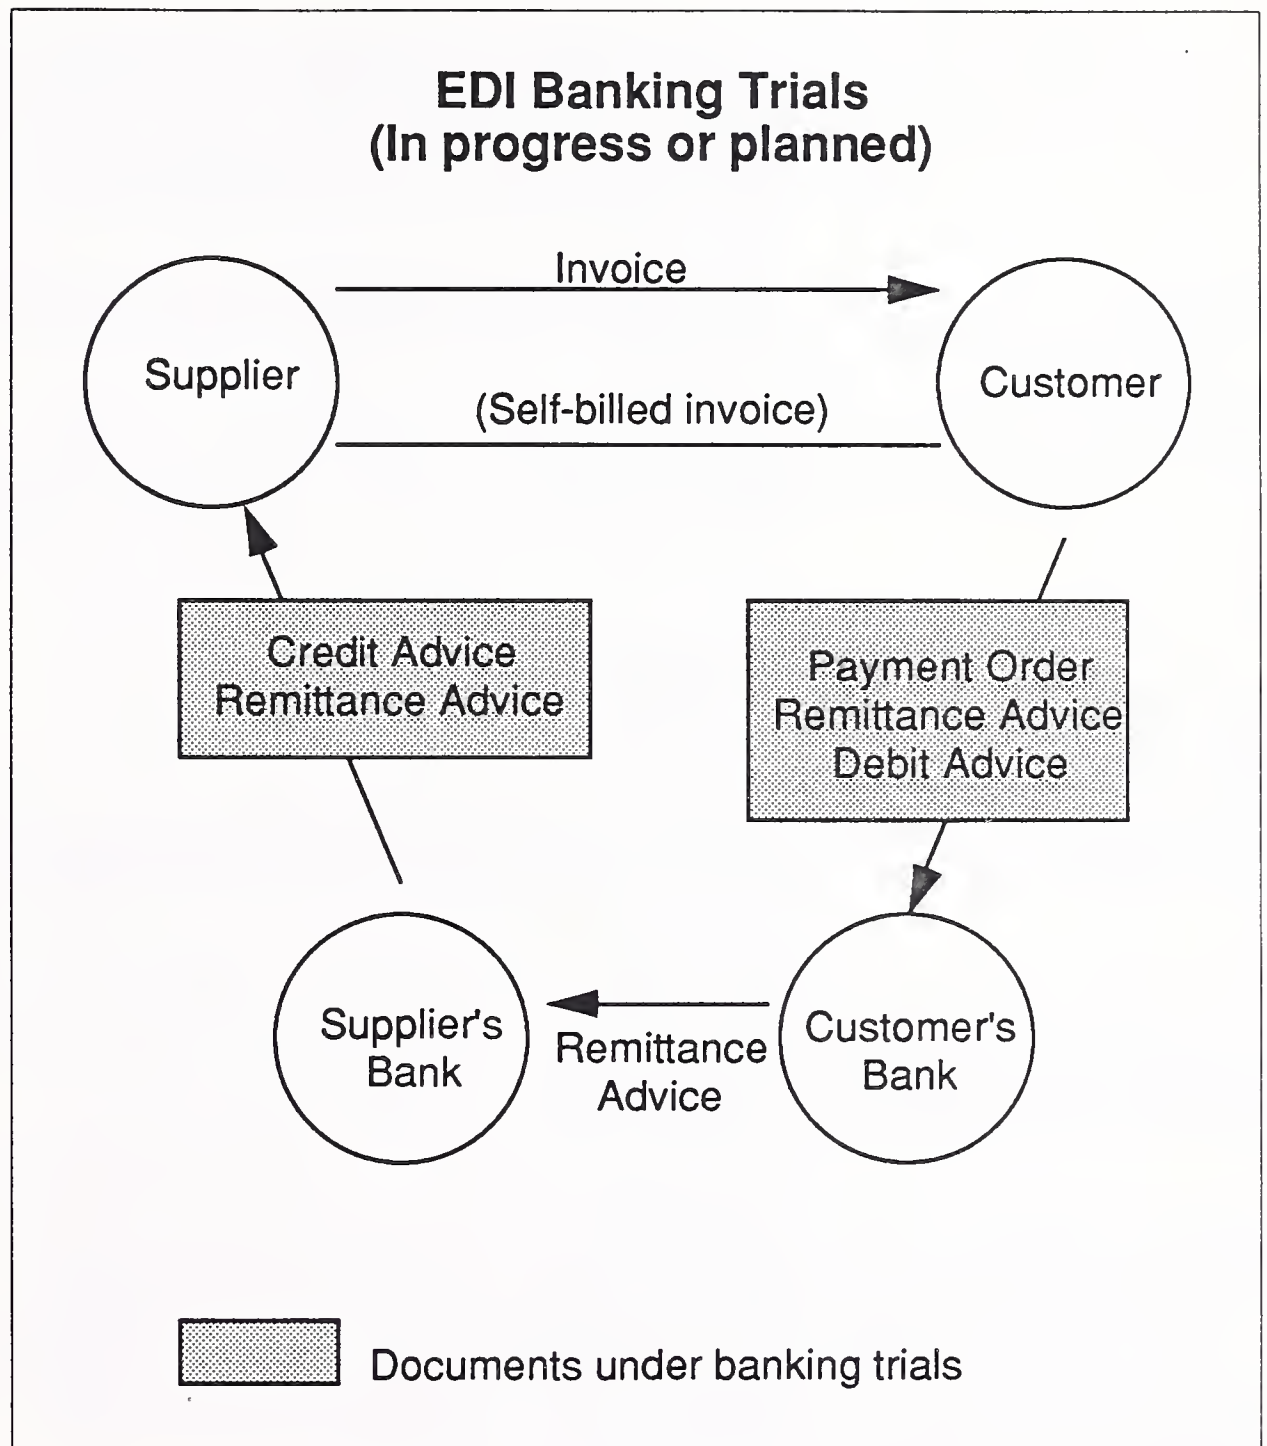 EDI Banking Trials
(In progress or planned)
Invoice
Supplier
Customer
(Self-billed invoice)
Credit Advice
Remittance Advice
Payment Order
Remittance Advice
Debit Advice
Supplier's
Bank
Remittance
Advice
Customer's
Bank
Documents under banking trials